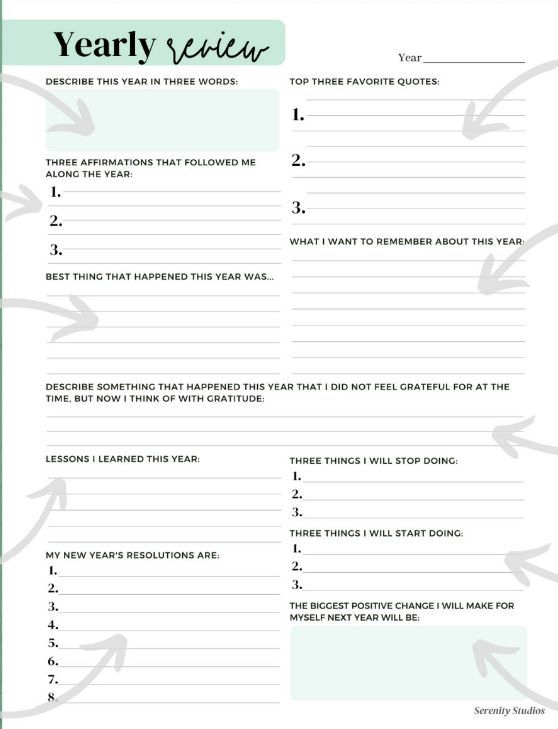 Yearly review
Year
DESCRIBE THIS YEAR IN THREE WORDS:
THREE AFFIRMATIONS THAT FOLLOWED ME
ALONG THE YEAR:
1.
2.
3.
BEST THING THAT HAPPENED THIS YEAR WAS...
TOP THREE FAVORITE QUOTES:
1.
2.
3.
WHAT I WANT TO REMEMBER ABOUT THIS YEAR:
DESCRIBE SOMETHING THAT HAPPENED THIS YEAR THAT I DID NOT FEEL GRATEFUL FOR AT THE
TIME, BUT NOW I THINK OF WITH GRATITUDE:
LESSONS I LEARNED THIS YEAR:
MY NEW YEAR'S RESOLUTIONS ARE:
1.
2.
3.
4.
5.
6.
7.
8.
THREE THINGS I WILL STOP DOING:
1.
2.
3.
THREE THINGS I WILL START DOING:
1.
2.
3.
THE BIGGEST POSITIVE CHANGE I WILL MAKE FOR
MYSELF NEXT YEAR WILL BE:
Serenity Studios